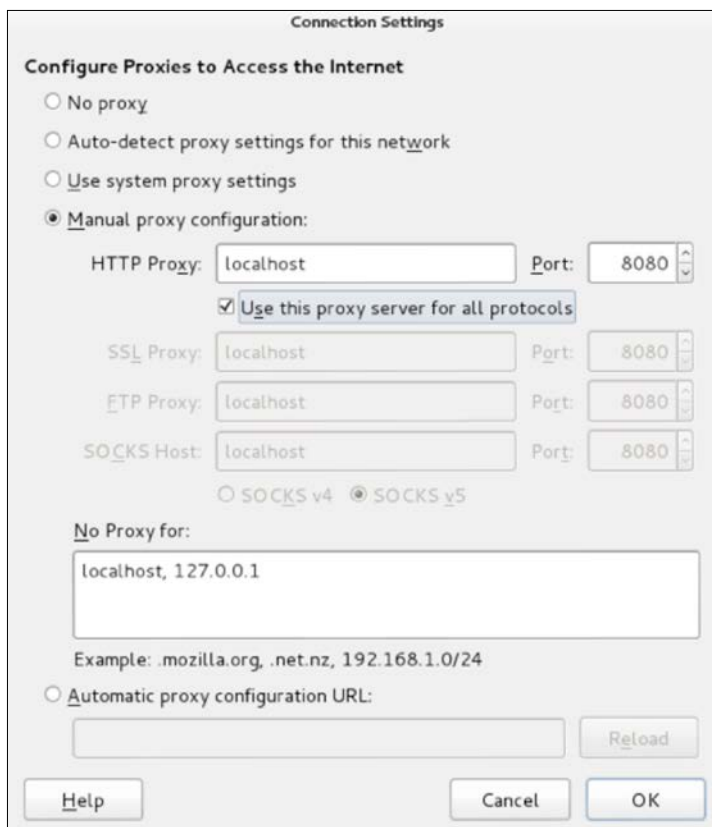 Connection Settings
Configure Proxies to Access the Internet
No proxy
Auto-detect proxy settings for this network
Use system proxy settings
Manual proxy configuration:
HTTP Proxy: localhost Port: 8080
Use this proxy server for all protocols
SSL Proxy: localhost Port: 8080
FTP Proxy: localhost Port: 8080
SOCKS Host: localhost Port: 8080
SOCKS v4 SOCKS v5
No Proxy for:
localhost, 127.0.0.1
Example: .mozilla.org, .net.nz, 192.168.1.0/24
Automatic proxy configuration URL:
Reload
Help Cancel OK